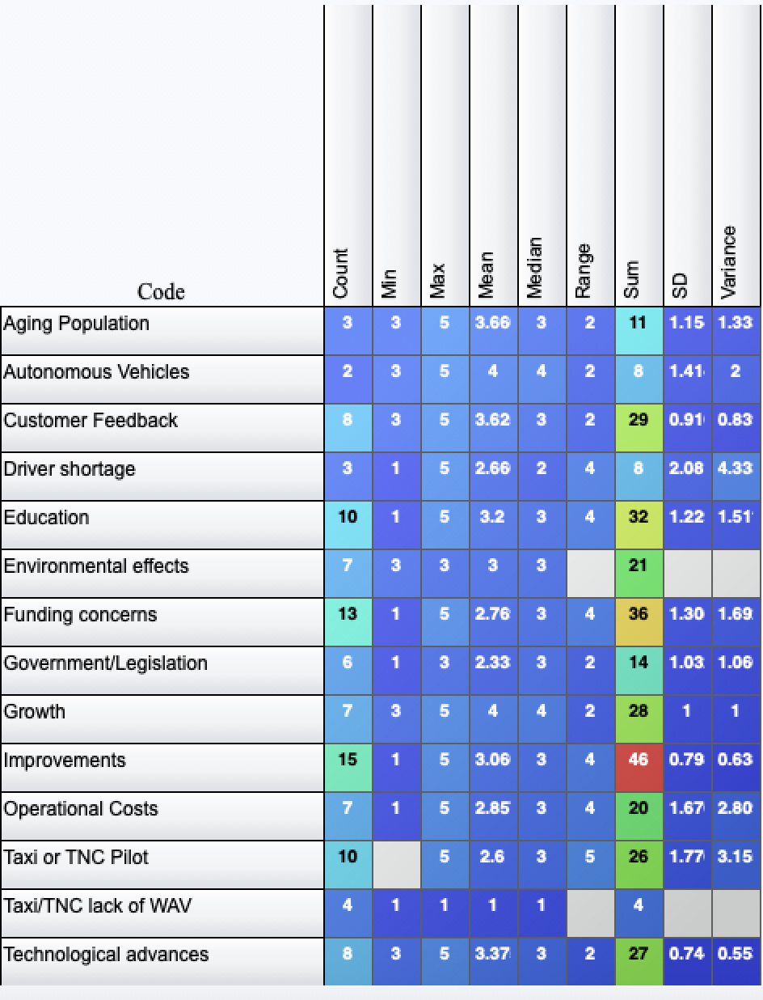 Code Count Min Max Mean Median Range Sum SD Variance
Aging Population 3 3 5 3.66 3 2 11 1.15 1.33
Autonomous Vehicles 2 3 5 4 4 2 8 1.41 2
Customer Feedback 8 3 5 3.62 3 2 29 0.91 0.83
Driver shortage 3 1 5 2.66 2 4 8 2.08 4.33
Education 10 1 5 3.2 3 4 32 1.22 1.51
Environmental effects 7 3 3 3 3 21
Funding concerns 13 1 5 2.76 3 4 36 1.30 1.69
Government/Legislation 6 1 3 2.33 3 2 14 1.03 1.06
Growth 7 3 5 4 4 2 28 1 1
Improvements 15 1 5 3.06 3 4 46 0.79 0.63
Operational Costs 7 1 5 2.85 3 4 20 1.67 2.80
Taxi or TNC Pilot 10 5 2.6 3 5 26 1.77 3.15
Taxi/TNC lack of WAV 4 1 1 1 1 4
Technological advances 8 3 5 3.37 3 2 27 0.74 0.55